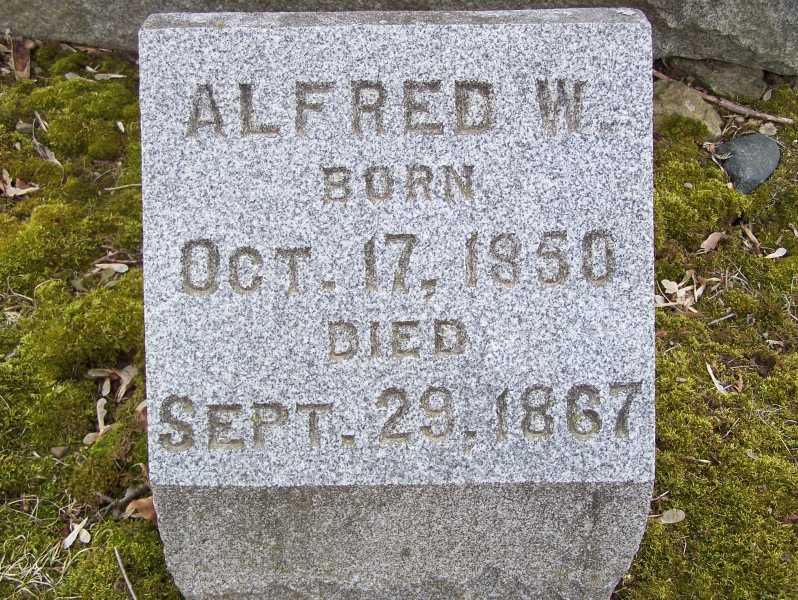 ALFRED W.
BORN
OCT. 17, 1850
DIED
SEPT. 29, 1867